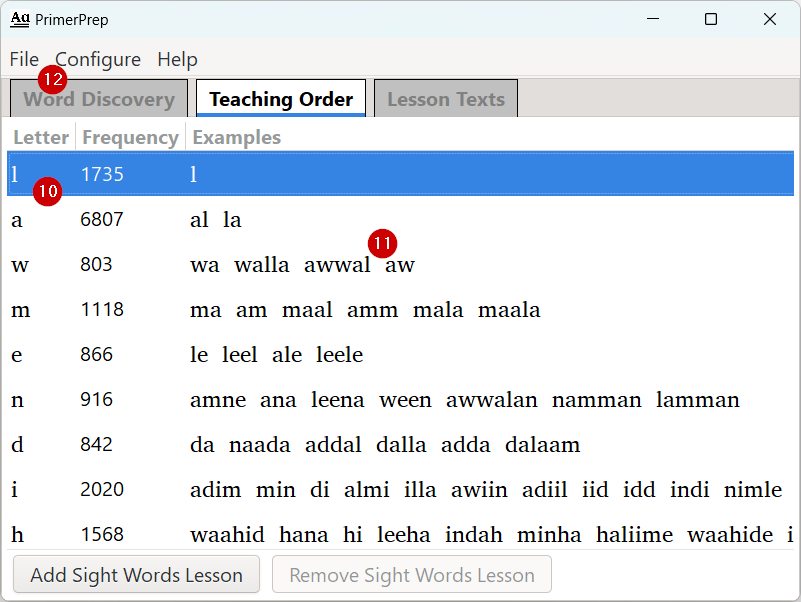 Aa PrimerPrep
File Configure Help
12
Word Discovery Teaching Order Lesson Texts
Letter Frequency Examples
l 1735 l
10
a 6807 al la
11
w 803 wa walla awwal aw
m 1118 ma am maal amm mala maala
e 866 le leel ale leele
n 916 amne ana leena ween awwalan namman lamman
d 842 da naada addal dalla adda dalaam
i 2020 adim min di almi illa awiin adiil iid idd indi nimle
h 1568 waahid hana hi leeha indah minha haliime waahide i
Add Sight Words Lesson Remove Sight Words Lesson